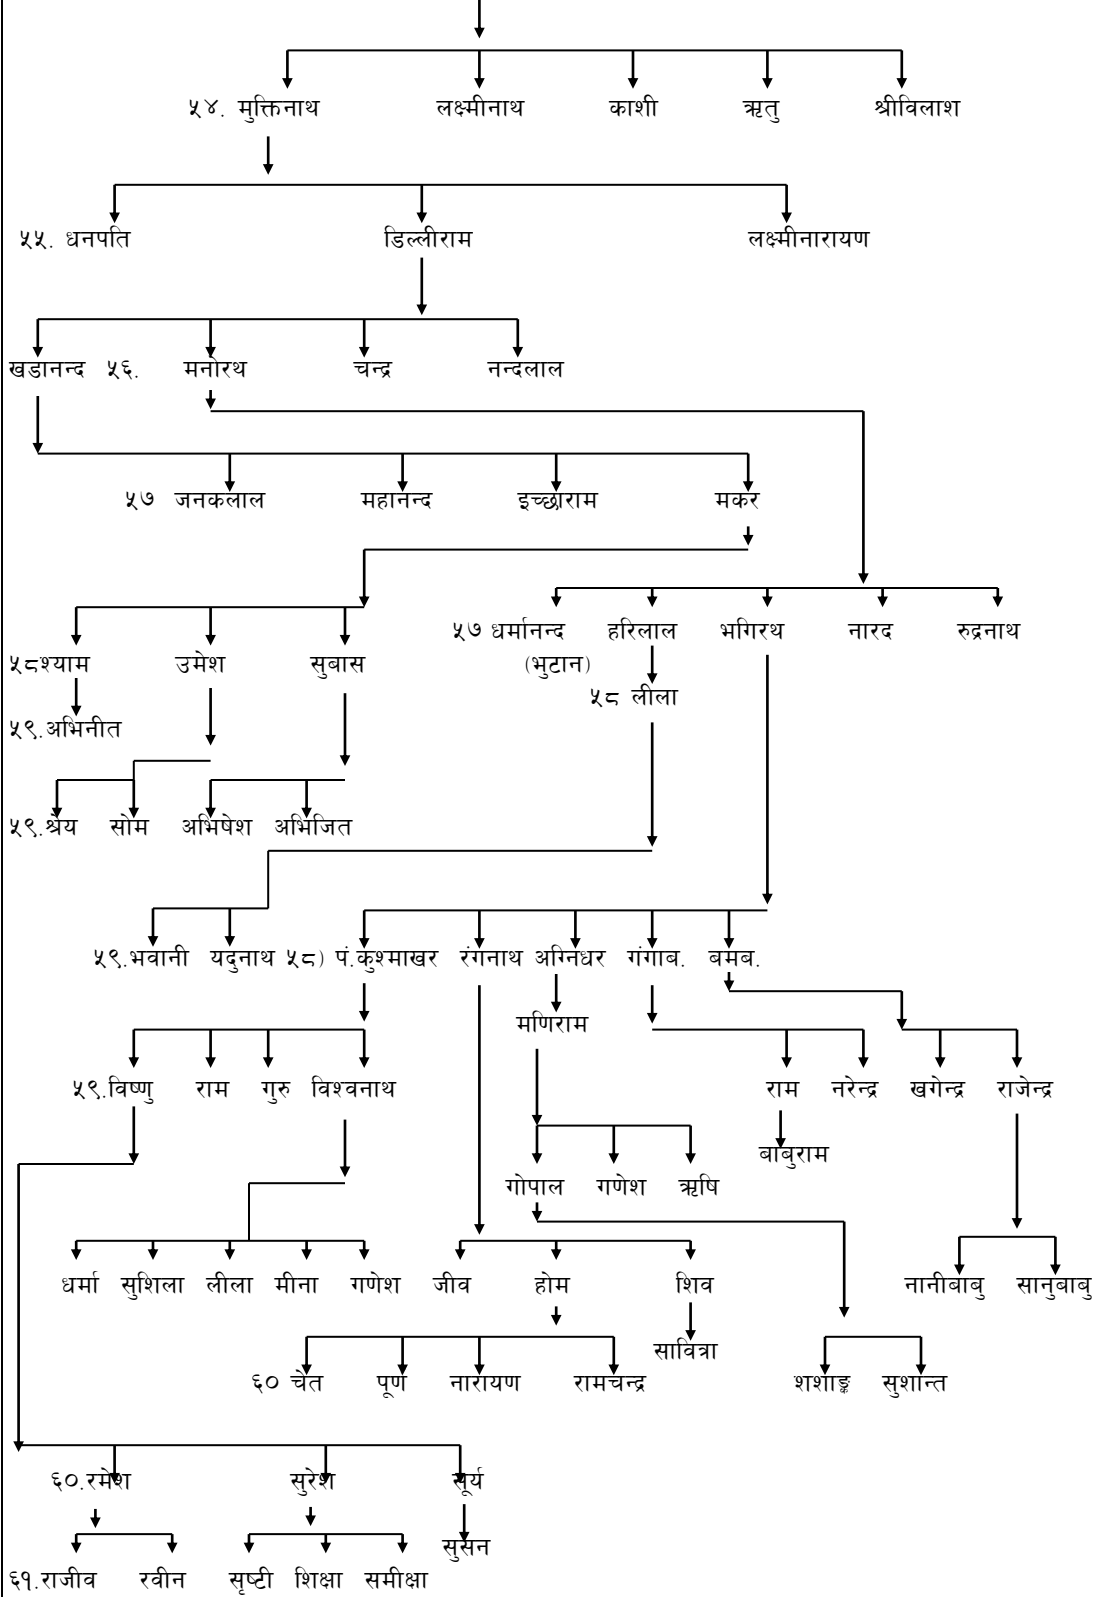 ५४. मुक्तिनाथ लक्ष्मीनाथ काशी ऋतु श्रीविलाश
५५. धनपति डिल्लीराम लक्ष्मीनारायण
खडानन्द ५६. मनोरथ चन्द्र नन्दलाल
५७ जनकलाल महानन्द इच्छाराम मकर
५७ धर्मानन्द हरिलाल भगिरथ नारद रुद्रनाथ
५८श्याम उमेश सुबास (भुटान)
५८ लीला
५९.अभिनीत
५९.श्रेय सोम अभिषेश अभिजित
५९.भवानी यदुनाथ ५८) पं.कुश्माखर रंगनाथ अग्निधर गंगाब. बमब.
मणिराम
५९.विष्णु राम गुरु विश्वनाथ राम नरेन्द्र खगेन्द्र राजेन्द्र
बाबुराम
गोपाल गणेश ऋषि
धर्मा सुशिला लीला मीना गणेश जीव होम शिव नानीबाबु सानुबाबु
सावित्रा
६० चेत पूर्ण नारायण रामचन्द्र शशाङ्क सुशान्त
६०.रमेश सुरेश सूर्य
सुसन
६१.राजीव रवीन सृष्टी शिक्षा समीक्षा